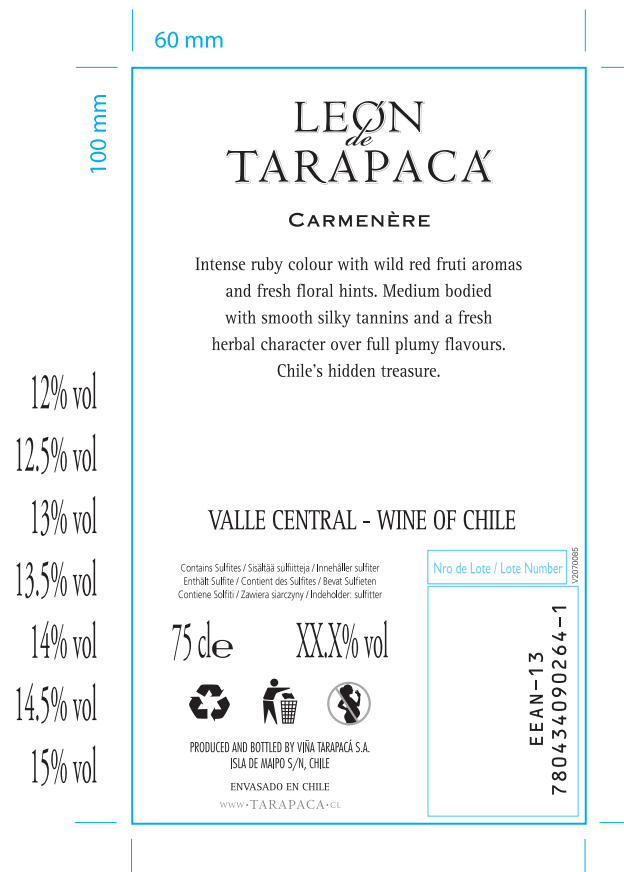 60 mm
100 mm
LEÓN
de
TARAPACÁ
CARMENÈRE
Intense ruby colour with wild red fruti aromas
and fresh floral hints. Medium bodied
with smooth silky tannins and a fresh
herbal character over full plumy flavours.
Chile's hidden treasure.
12% vol
12.5% vol
13% vol
13.5% vol
14% vol
14.5% vol
15% vol
VALLE CENTRAL - WINE OF CHILE
Contains Sulfites / Sisältää sulfiitteja / Innehåller sulfiter
Enthält Sulfite / Contient des Sulfites / Bevat Sulfieten
Contiene Solfiti / Zawiera siarczyny / Indeholder: sulfitter
Nro de Lote / Lote Number
V2070085
75 cl e
XX.X% vol
EEAN-13
780434090264-1
PRODUCED AND BOTTLED BY VIÑA TARAPACÁ S.A.
ISLA DE MAIPO S/N, CHILE
ENVASADO EN CHILE
WWW·TARAPACA·CL